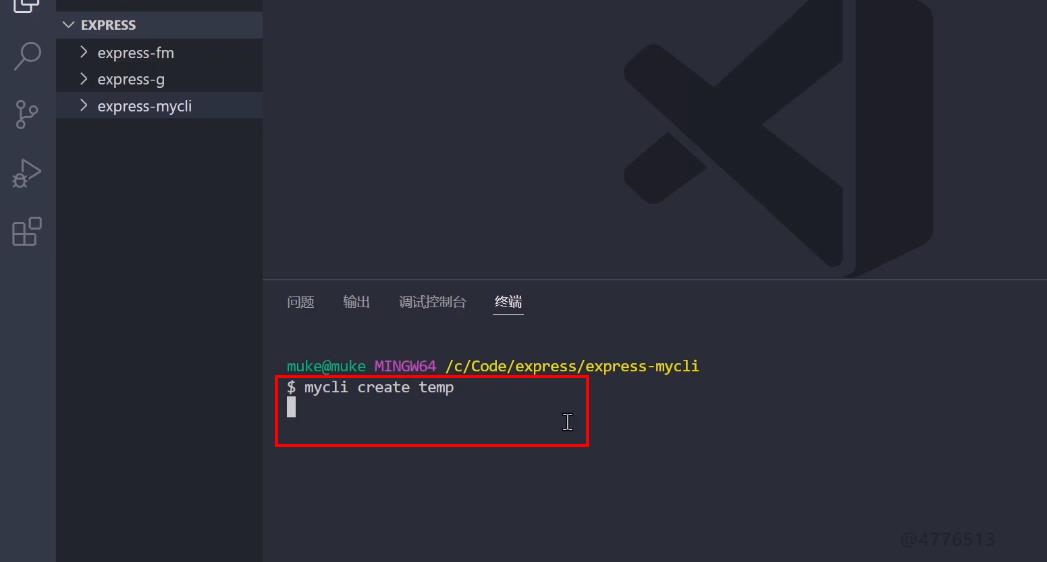 EXPRESS
express-fm
express-g
express-mycli
问题 输出 调试控制台 终端
muke@muke MINGW64 /c/Code/express/express-mycli
$ mycli create temp
@4776513